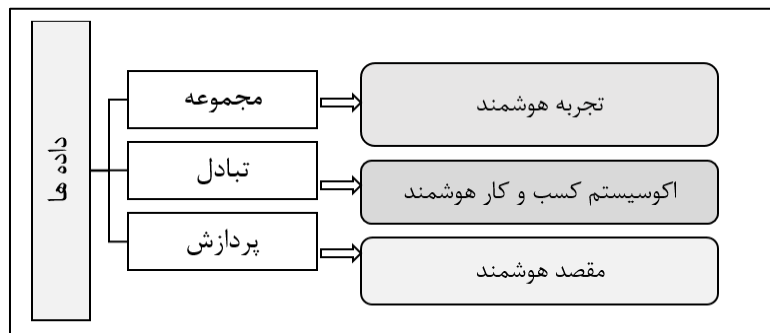 داده ها
مجموعه
تجربه هوشمند
تبادل
اکوسیستم کسب و کار هوشمند
پردازش
مقصد هوشمند